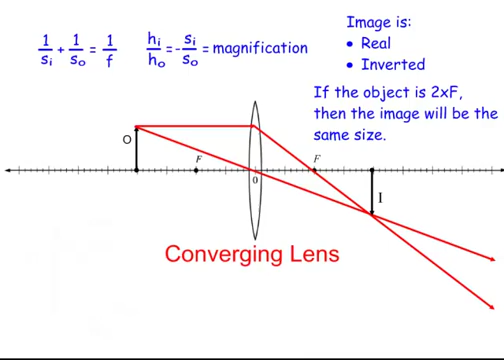 1/sᵢ + 1/sₒ = 1/f
hᵢ/hₒ = - sᵢ/sₒ = magnification
Image is:
• Real
• Inverted
If the object is 2xF,
then the image will be the
same size.
O
F
F
0
I
Converging Lens